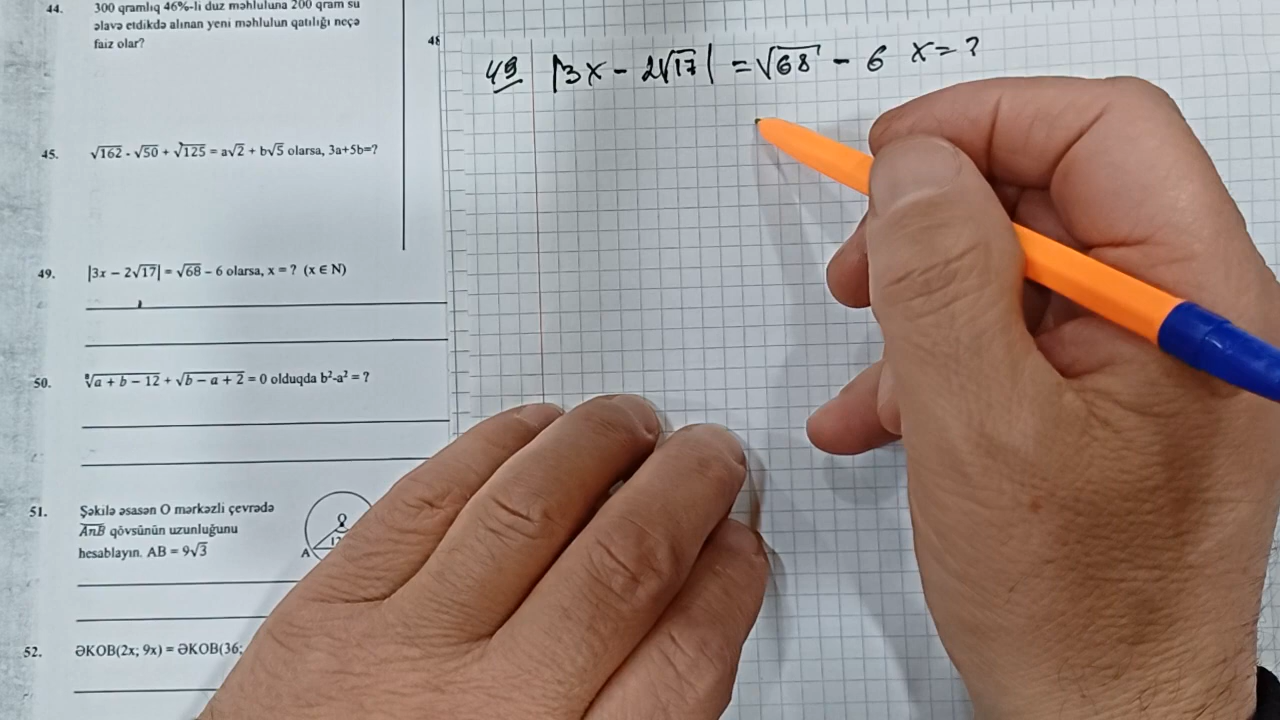 44. 300 qramlıq 46%-li duz məhluluna 200 qram su
əlavə etdikdə alınan yeni məhlulun qatılığı neçə
faiz olar?
45. √162 - √50 + √125 = a√2 + b√5 olarsa, 3a+5b=?
49. |3x − 2√17| = √68 − 6 olarsa, x = ? (x ∈ N)
50. ⁸√a + b − 12 + √b − a + 2 = 0 olduqda b²-a² = ?
51. Şəkilə əsasən O mərkəzli çevrədə
AnB qövsünün uzunluğunu
hesablayın. AB = 9√3
O
A
52. ƏKOB(2x; 9x) = ƏKOB(36;
48
49 |3x - 2√17| = √68 - 6 x = ?